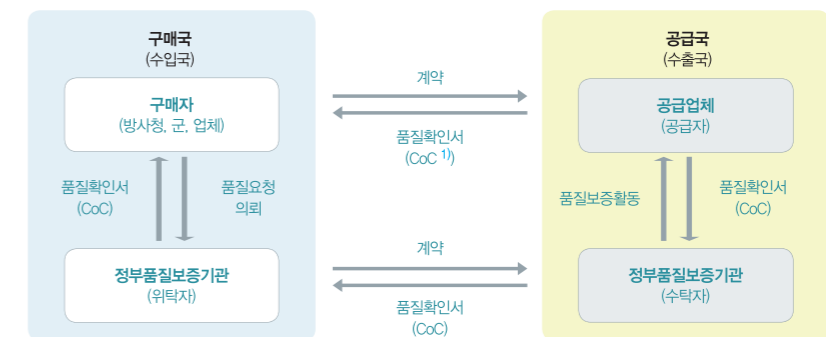 구매국
(수입국)
공급국
(수출국)
구매자
(방사청, 군, 업체)
계약
공급업체
(공급자)
품질확인서
(CoC 1))
품질확인서
(CoC)
품질요청
의뢰
품질보증활동
품질확인서
(CoC)
정부품질보증기관
(위탁자)
계약
정부품질보증기관
(수탁자)
품질확인서
(CoC)